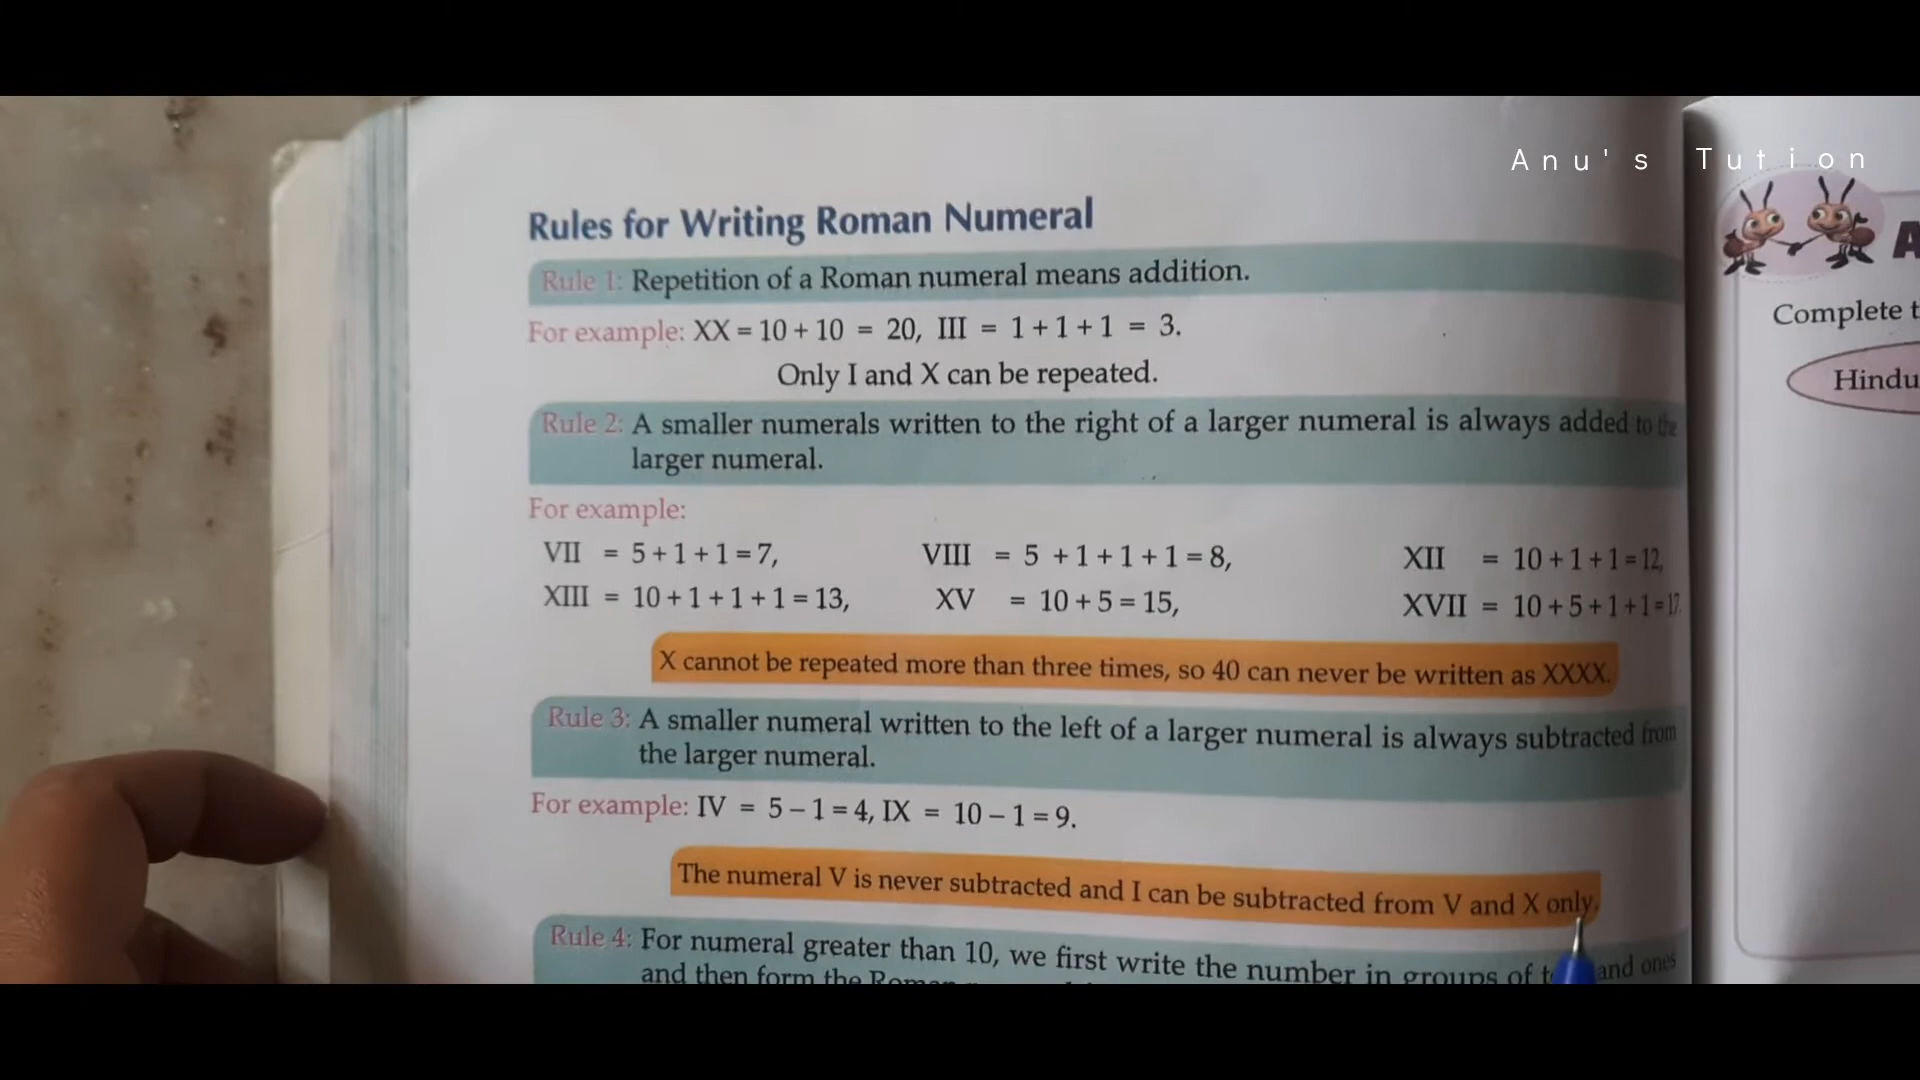 Anu's Tution
Rules for Writing Roman Numeral
Rule 1: Repetition of a Roman numeral means addition.
For example: XX = 10 + 10 = 20, III = 1 + 1 + 1 = 3.
Only I and X can be repeated.
Rule 2: A smaller numerals written to the right of a larger numeral is always added to the
larger numeral.
For example:
VII = 5 + 1 + 1 = 7, VIII = 5 + 1 + 1 + 1 = 8, XII = 10 + 1 + 1 = 12,
XIII = 10 + 1 + 1 + 1 = 13, XV = 10 + 5 = 15, XVII = 10 + 5 + 1 + 1 = 17.
X cannot be repeated more than three times, so 40 can never be written as XXXX.
Rule 3: A smaller numeral written to the left of a larger numeral is always subtracted from
the larger numeral.
For example: IV = 5 – 1 = 4, IX = 10 – 1 = 9.
The numeral V is never subtracted and I can be subtracted from V and X only.
Rule 4: For numeral greater than 10, we first write the number in groups of and ones
and then form the
Complete
Hindu